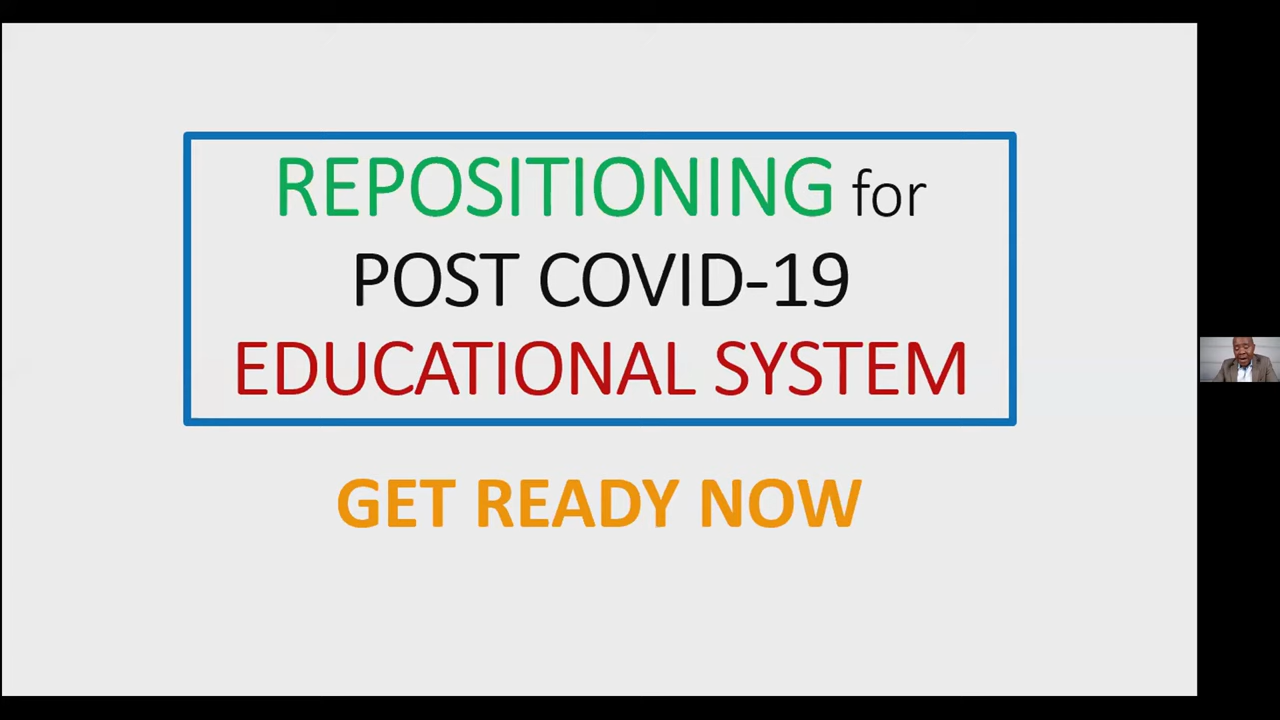 REPOSITIONING for
POST COVID-19
EDUCATIONAL SYSTEM
GET READY NOW